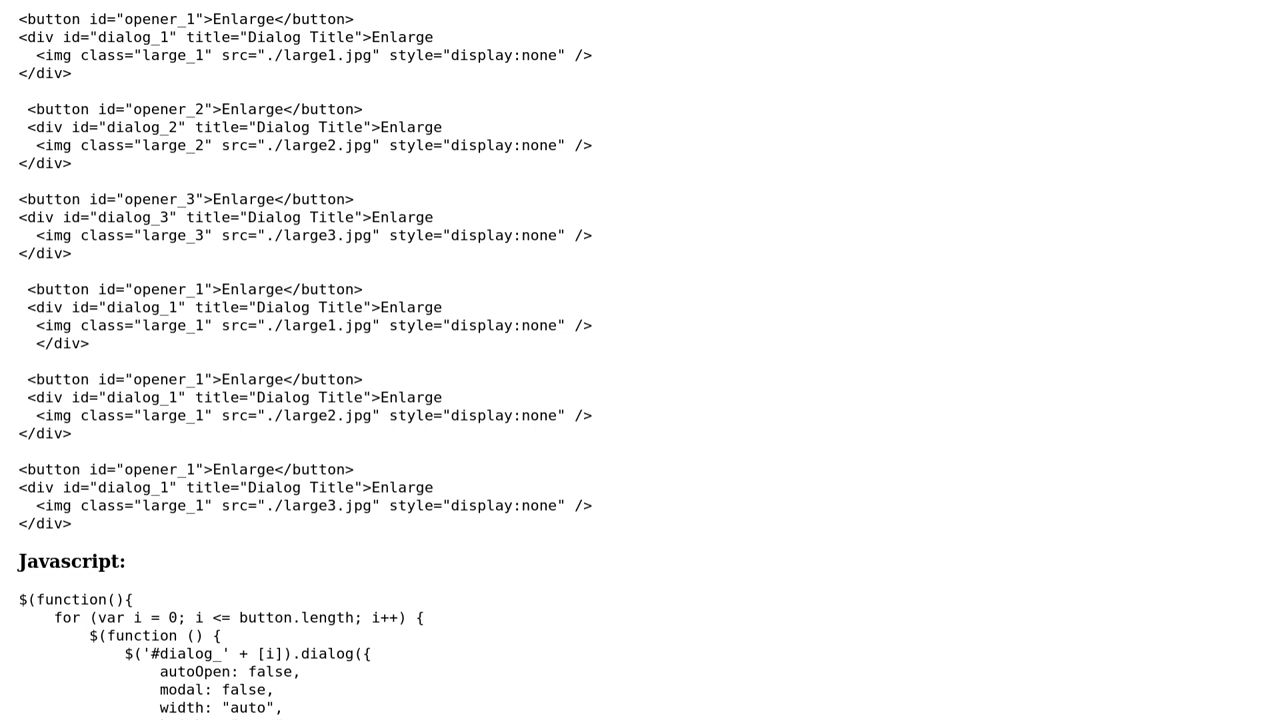 <button id="opener_1">Enlarge</button>
<div id="dialog_1" title="Dialog Title">Enlarge
  <img class="large_1" src="./large1.jpg" style="display:none" />
</div>

 <button id="opener_2">Enlarge</button>
 <div id="dialog_2" title="Dialog Title">Enlarge
  <img class="large_2" src="./large2.jpg" style="display:none" />
</div>

<button id="opener_3">Enlarge</button>
<div id="dialog_3" title="Dialog Title">Enlarge
  <img class="large_3" src="./large3.jpg" style="display:none" />
</div>

 <button id="opener_1">Enlarge</button>
 <div id="dialog_1" title="Dialog Title">Enlarge
  <img class="large_1" src="./large1.jpg" style="display:none" />
  </div>

 <button id="opener_1">Enlarge</button>
 <div id="dialog_1" title="Dialog Title">Enlarge
  <img class="large_1" src="./large2.jpg" style="display:none" />
</div>

<button id="opener_1">Enlarge</button>
<div id="dialog_1" title="Dialog Title">Enlarge
  <img class="large_1" src="./large3.jpg" style="display:none" />
</div>

Javascript:

$(function(){
    for (var i = 0; i <= button.length; i++) {
        $(function () {
            $('#dialog_' + [i]).dialog({
                autoOpen: false,
                modal: false,
                width: "auto",